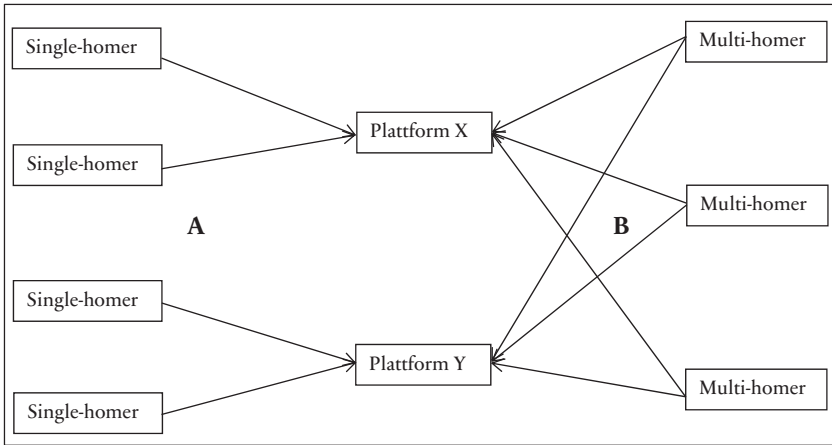 Single-homer
Multi-homer
Plattform X
Single-homer
Multi-homer
A
B
Single-homer
Plattform Y
Multi-homer
Single-homer